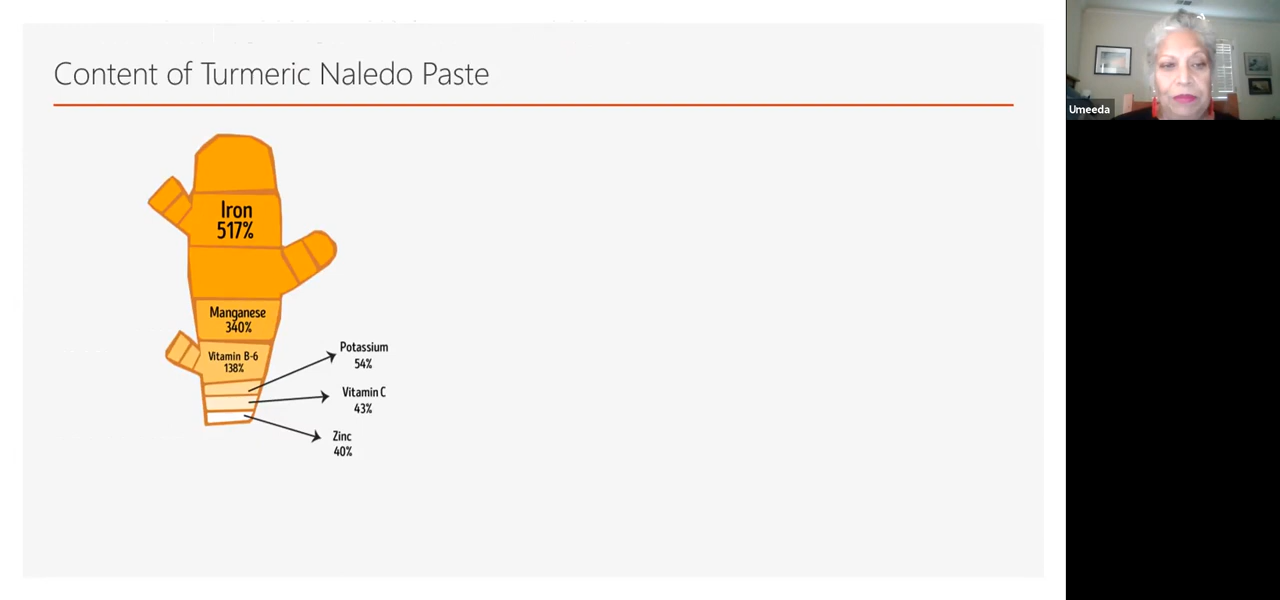 Content of Turmeric Naledo Paste
Iron
517%
Manganese
340%
Vitamin B-6
138%
Potassium
54%
Vitamin C
43%
Zinc
40%
Umeeda